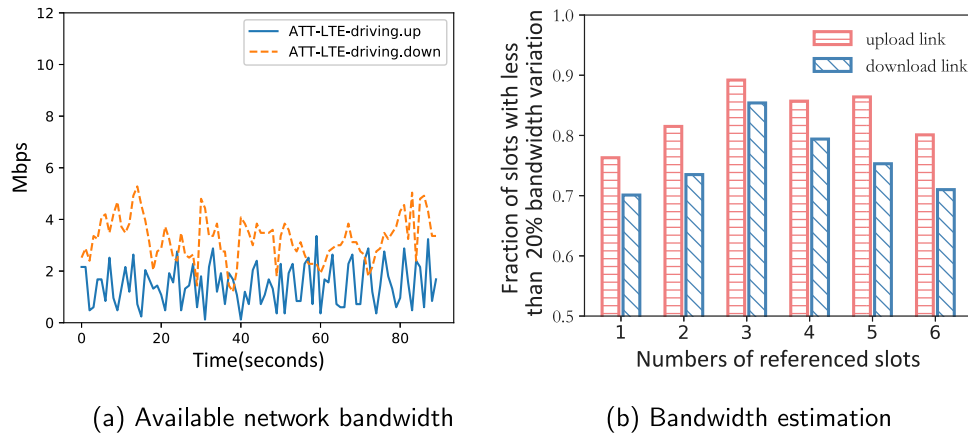 12
10
8
6
4
2
0
Mbps
ATT-LTE-driving.up
ATT-LTE-driving.down
0 20 40 60 80
Time(seconds)
(a) Available network bandwidth
1.0
0.9
0.8
0.7
0.6
0.5
Fraction of slots with less
than 20% bandwidth variation
upload link
download link
1 2 3 4 5 6
Numbers of referenced slots
(b) Bandwidth estimation